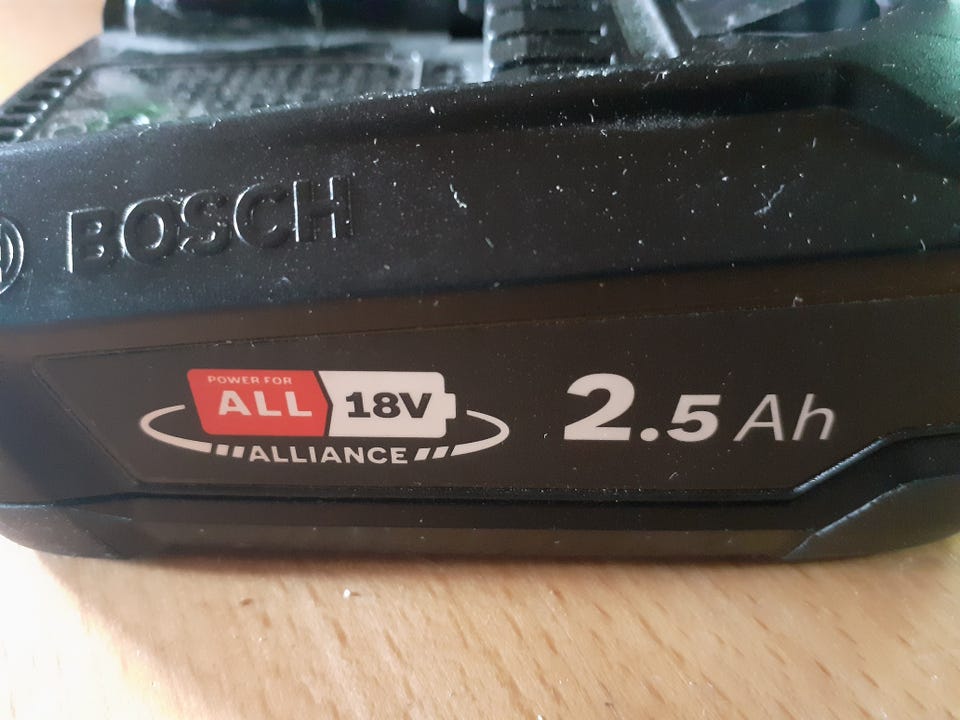 BOSCH
POWER FOR
ALL 18V
ALLIANCE
2.5 Ah